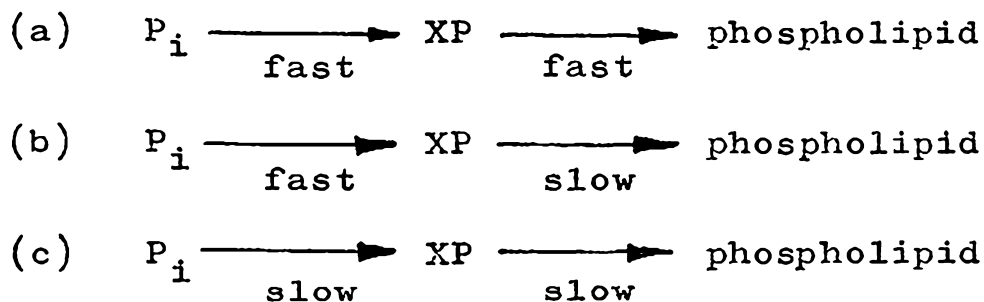 (a) Pi XP phospholipid
fast fast
(b) Pi XP phospholipid
fast slow
(c) Pi XP phospholipid
slow slow